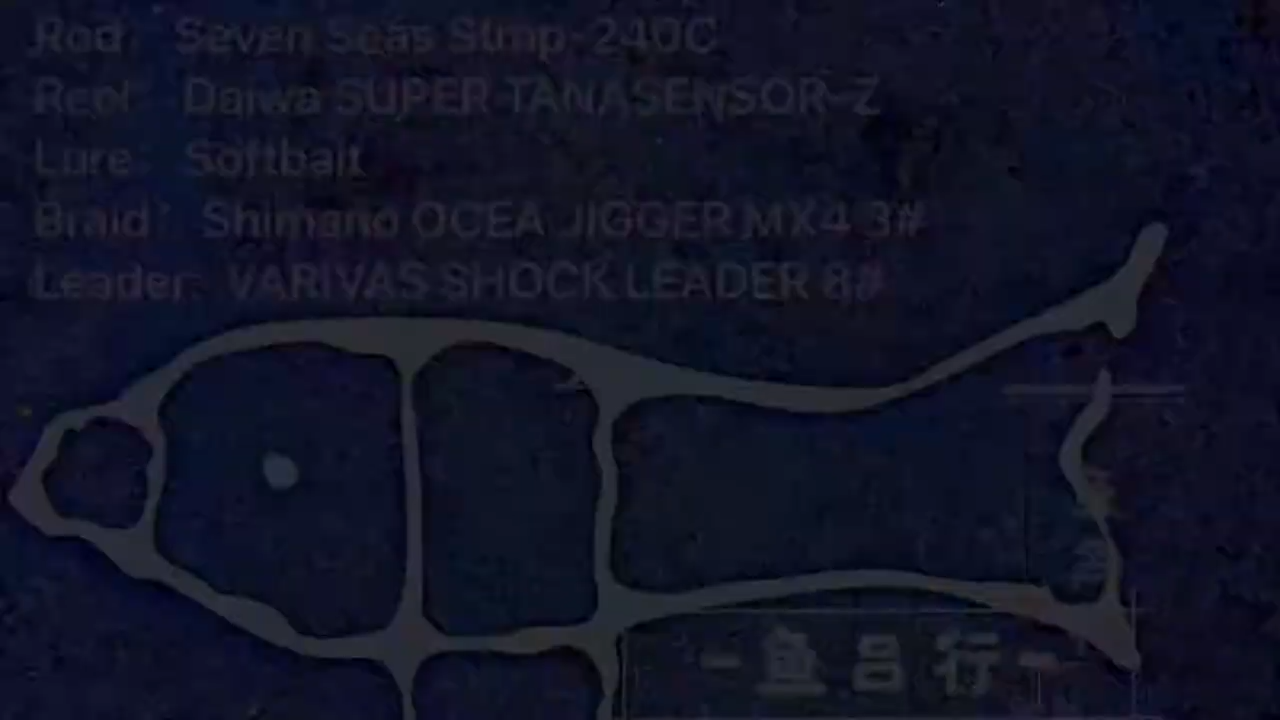 Rod: Seven Seas Stmp-240C
Reel: Daiwa SUPER TANASENSOR-Z
Lure: Softbait
Braid: Shimano OCEA JIGGER MX4 3#
Leader: VARIVAS SHOCK LEADER 8#
-鱼吕行-